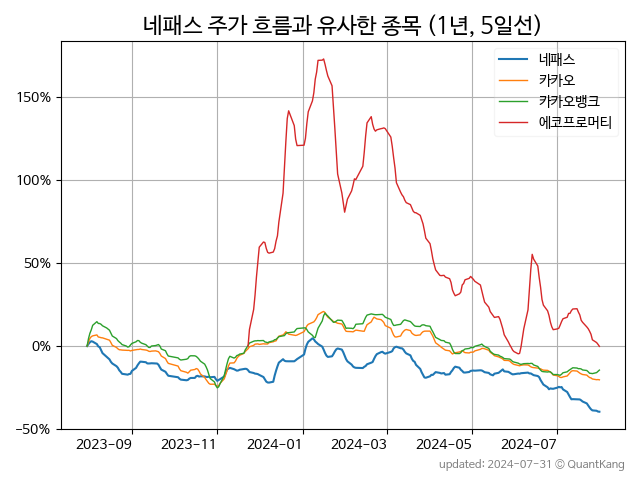 네패스 주가 흐름과 유사한 종목 (1년, 5일선)
네패스
카카오
카카오뱅크
에코프로머티
150%
100%
50%
0%
−50%
2023−09 2023−11 2024−01 2024−03 2024−05 2024−07
updated: 2024-07-31 © QuantKang